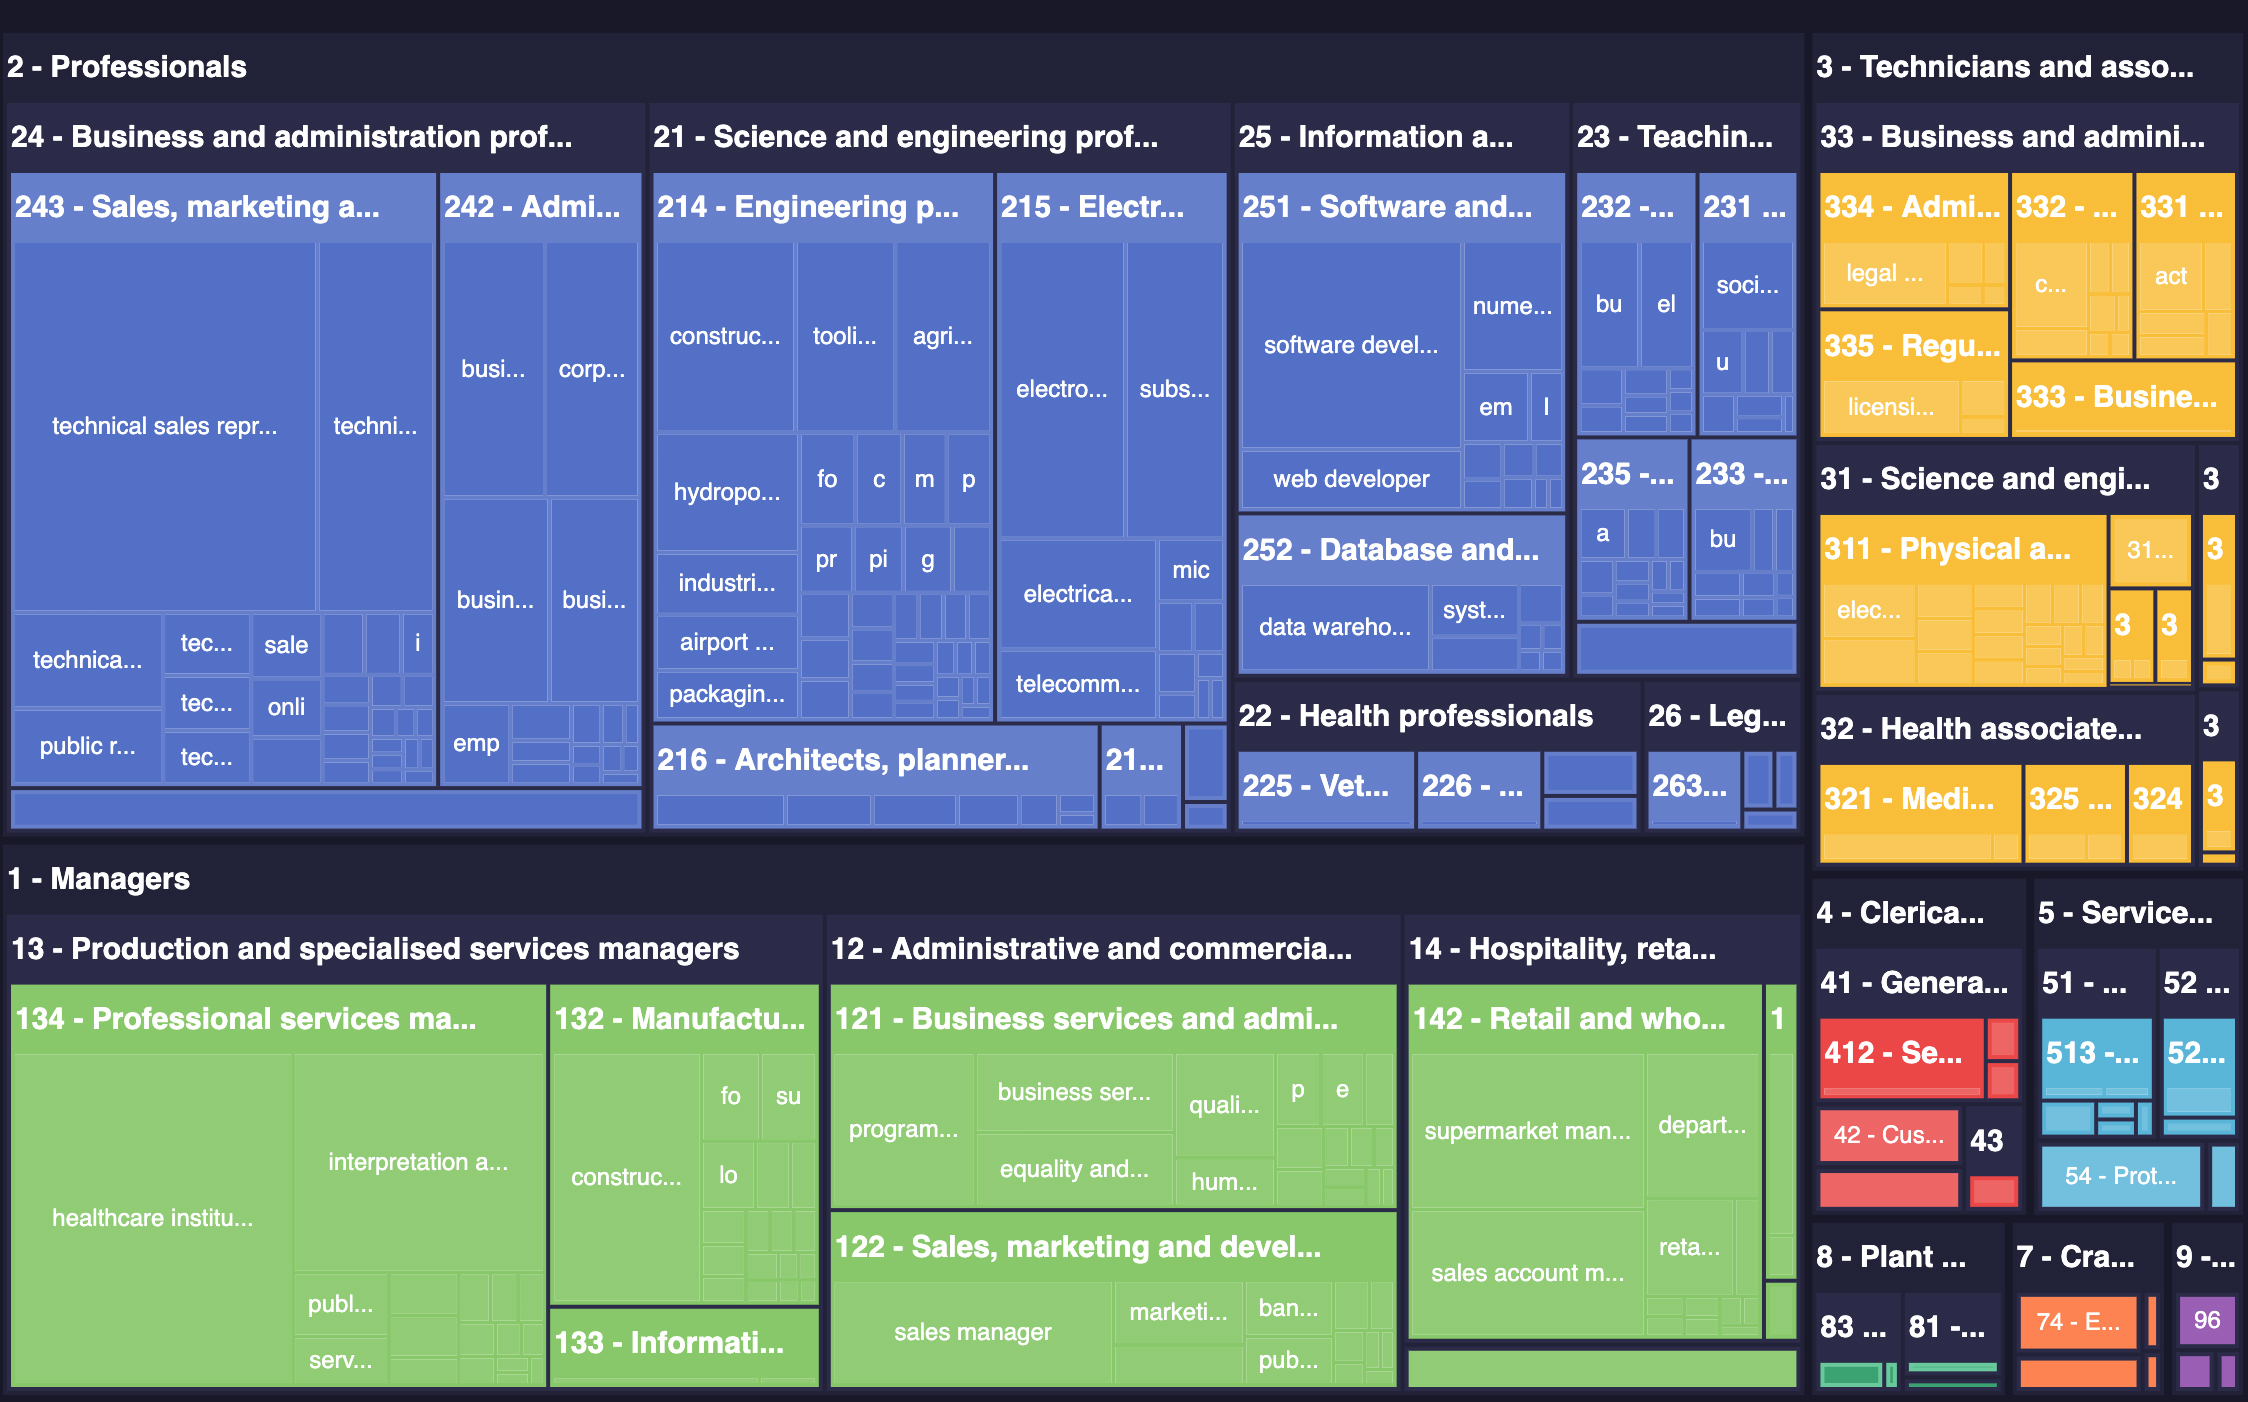 2 - Professionals
24 - Business and administration prof...
243 - Sales, marketing a...
technical sales repr...
techni...
technica...
public r...
tec...
tec...
tec...
sale
onli
i
242 - Admi...
busi...
corp...
busin...
busi...
emp
21 - Science and engineering prof...
214 - Engineering p...
construc...
tooli...
agri...
hydropo...
industri...
airport ...
packagin...
fo
c
m
p
pr
pi
g
215 - Electr...
electro...
subs...
electrica...
telecomm...
mic
216 - Architects, planner...
21...
25 - Information a...
251 - Software and...
software devel...
web developer
nume...
em
l
252 - Database and...
data wareho...
syst...
23 - Teachin...
232 -...
bu
el
231 ...
soci...
u
235 -...
a
233 -...
bu
22 - Health professionals
225 - Vet...
226 - ...
26 - Leg...
263...
1 - Managers
13 - Production and specialised services managers
134 - Professional services ma...
healthcare institu...
interpretation a...
publ...
serv...
132 - Manufactu...
construc...
fo
su
lo
133 - Informati...
12 - Administrative and commercia...
121 - Business services and admi...
program...
business ser...
equality and...
quali...
hum...
p
e
122 - Sales, marketing and devel...
sales manager
marketi...
ban...
pub...
14 - Hospitality, reta...
142 - Retail and who...
supermarket man...
sales account m...
depart...
reta...
1
3 - Technicians and asso...
33 - Business and admini...
334 - Admi...
legal ...
335 - Regu...
licensi...
332 - ...
c...
331 ...
act
333 - Busine...
31 - Science and engi...
311 - Physical a...
elec...
31...
3
3
3
3
32 - Health associate...
321 - Medi...
325 ...
324
3
3
4 - Clerica...
41 - Genera...
412 - Se...
42 - Cus...
43
5 - Service...
51 - ...
513 -...
52 ...
52...
54 - Prot...
8 - Plant ...
83 ...
81 -...
7 - Cra...
74 - E...
9 -...
96